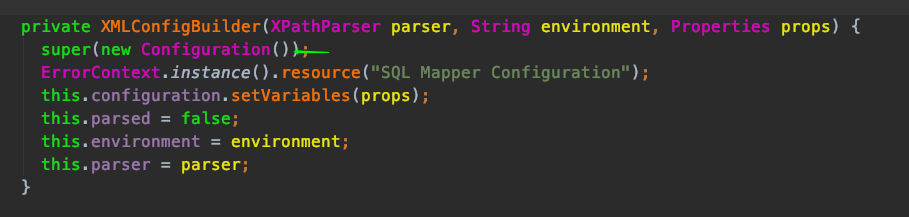 private XMLConfigBuilder(XPathParser parser, String environment, Properties props) {
super(new Configuration());
ErrorContext.instance().resource("SQL Mapper Configuration");
this.configuration.setVariables(props);
this.parsed = false;
this.environment = environment;
this.parser = parser;
}